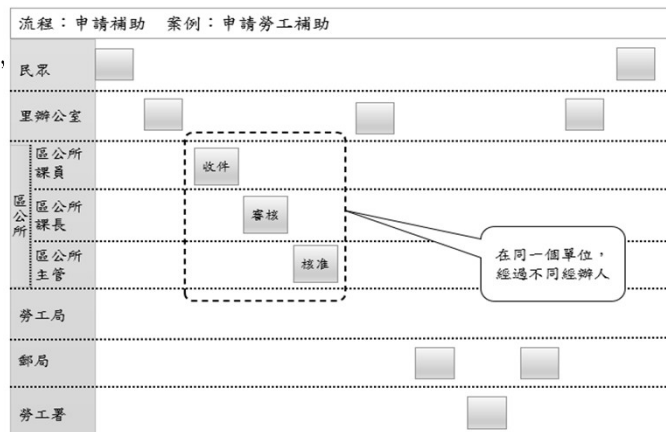 流程：申請補助 案例：申請勞工補助
，
民眾
里辦公室
區公所
區公所
課員
收件
區公所
課長
審核
區公所
主管
核准
在同一個單位，
經過不同經辦人
勞工局
郵局
勞工署